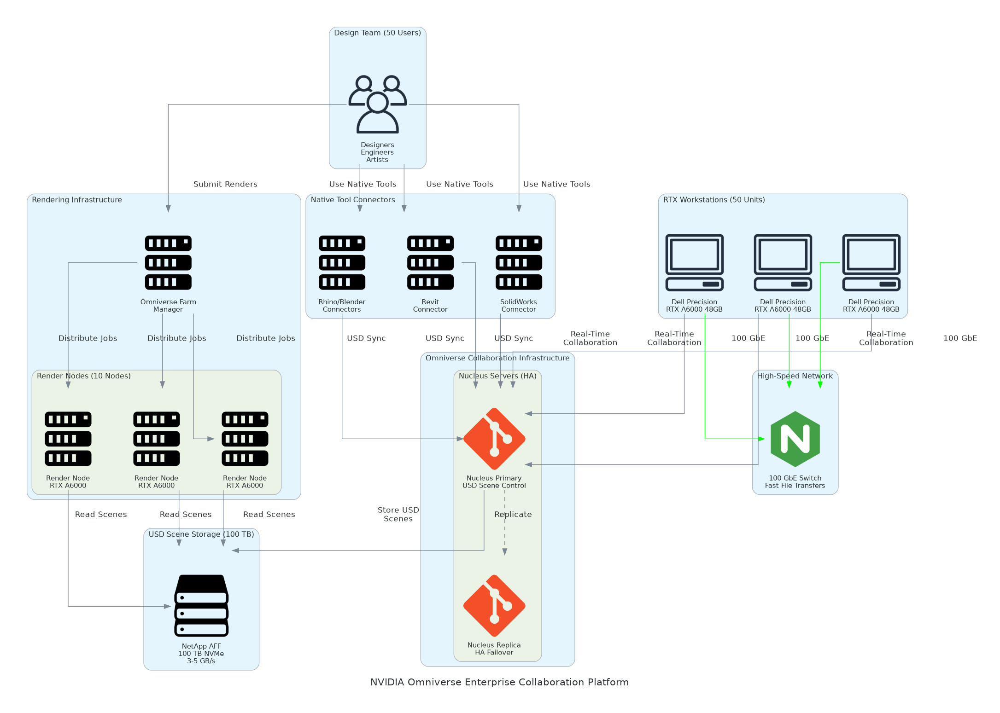 Design Team (50 Users)
Designers
Engineers
Artists
Submit Renders
Use Native Tools
Use Native Tools
Use Native Tools
Rendering Infrastructure
Native Tool Connectors
RTX Workstations (50 Units)
Omniverse Farm
Manager
Rhino/Blender
Connectors
Revit
Connector
SolidWorks
Connector
Dell Precision
RTX A6000 48GB
Dell Precision
RTX A6000 48GB
Dell Precision
RTX A6000 48GB
Distribute Jobs
Distribute Jobs
Distribute Jobs
USD Sync
USD Sync
USD Sync
Real-Time
Collaboration
Real-Time
Collaboration
100 GbE
100 GbE
Real-Time
Collaboration
100 GbE
Omniverse Collaboration Infrastructure
Render Nodes (10 Nodes)
Nucleus Servers (HA)
High-Speed Network
Render Node
RTX A6000
Render Node
RTX A6000
Render Node
RTX A6000
Nucleus Primary
USD Scene Control
100 GbE Switch
Fast File Transfers
Read Scenes
Read Scenes
Read Scenes
Store USD
Scenes
Replicate
USD Scene Storage (100 TB)
NetApp AFF
100 TB NVMe
3-5 GB/s
Nucleus Replica
HA Failover
NVIDIA Omniverse Enterprise Collaboration Platform